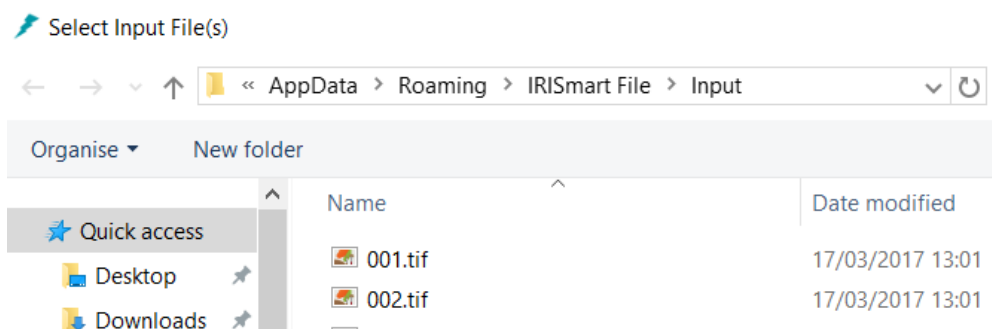 Select Input File(s)
« AppData > Roaming > IRISmart File > Input
Organise New folder
Name Date modified
Quick access
Desktop
Downloads
001.tif 17/03/2017 13:01
002.tif 17/03/2017 13:01